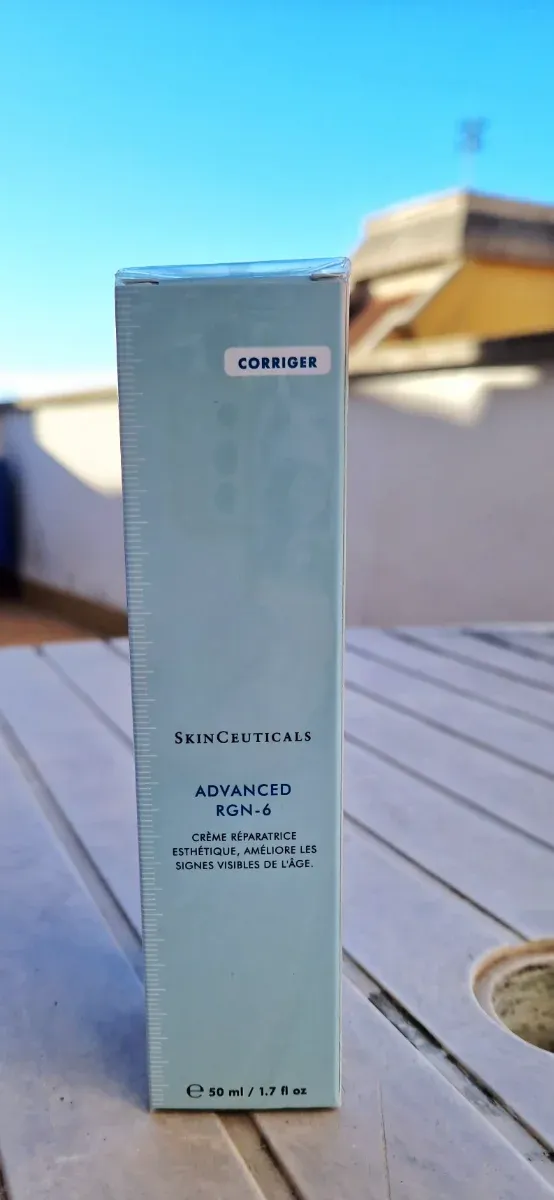 CORRIGER
SKINCEUTICALS
ADVANCED
RGN-6
CRÈME RÉPARATRICE
ESTHÉTIQUE, AMÉLIORE LES
SIGNES VISIBLES DE L'ÂGE.
℮ 50 ml / 1.7 fl oz